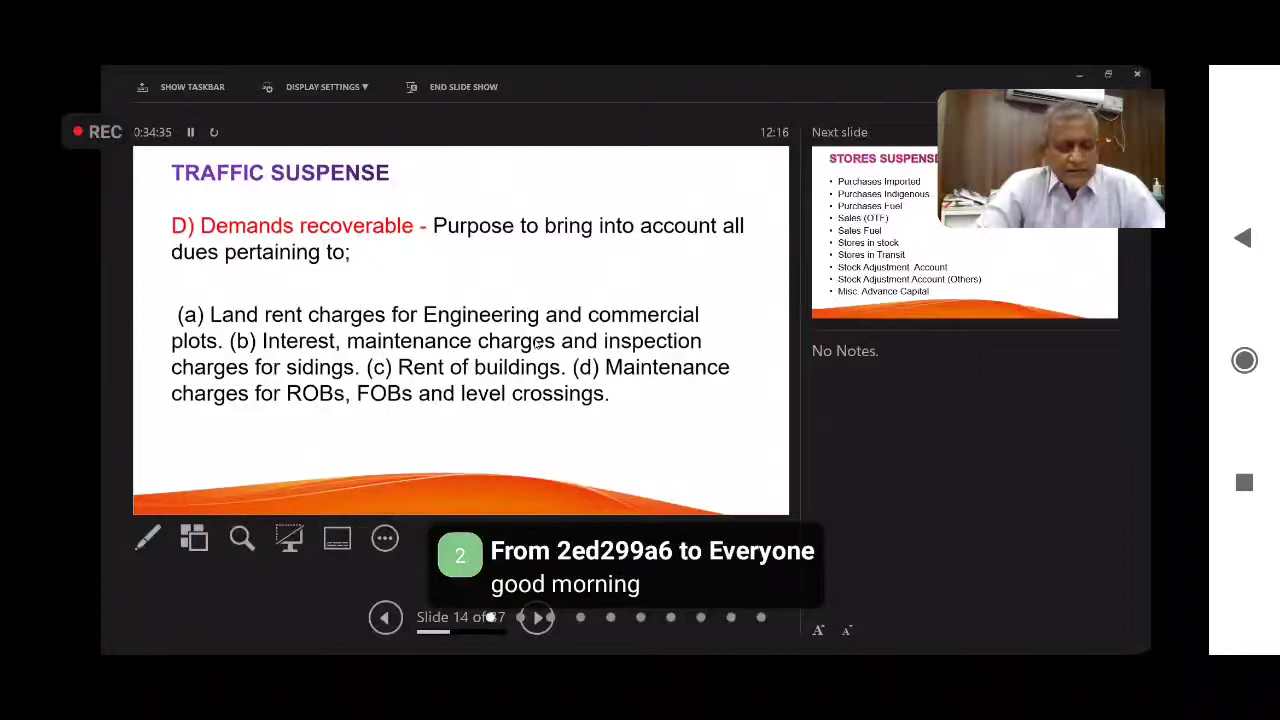 SHOW TASKBAR
DISPLAY SETTINGS ▼
END SLIDE SHOW
REC
0:34:35
12:16
Next slide
TRAFFIC SUSPENSE
D) Demands recoverable - Purpose to bring into account all
dues pertaining to;
(a) Land rent charges for Engineering and commercial
plots. (b) Interest, maintenance charges and inspection
charges for sidings. (c) Rent of buildings. (d) Maintenance
charges for ROBs, FOBs and level crossings.
STORES SUSPENSE
• Purchases Imported
• Purchases Indigenous
• Purchases Fuel
• Sales (OTF)
• Sales Fuel
• Stores in stock
• Stores in Transit
• Stock Adjustment Account
• Stock Adjustment Account (Others)
• Misc. Advance Capital
No Notes.
2
From 2ed299a6 to Everyone
good morning
Slide 14 of 37
A A